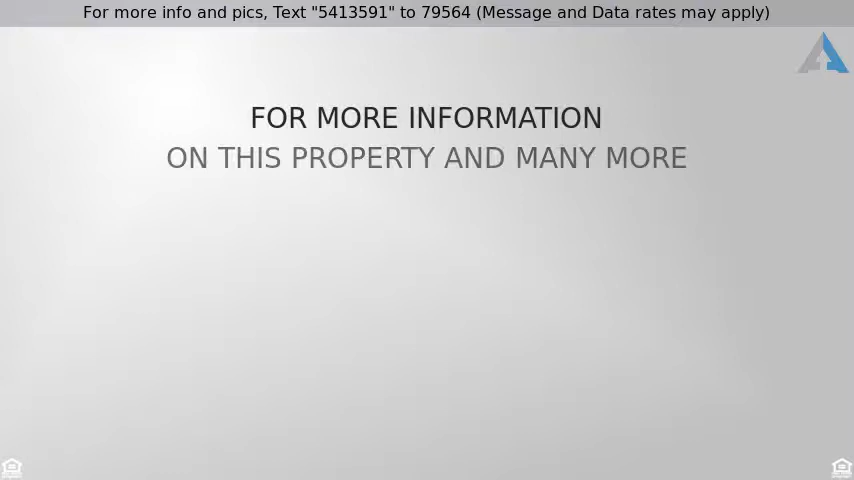 For more info and pics, Text "5413591" to 79564 (Message and Data rates may apply)
FOR MORE INFORMATION
ON THIS PROPERTY AND MANY MORE